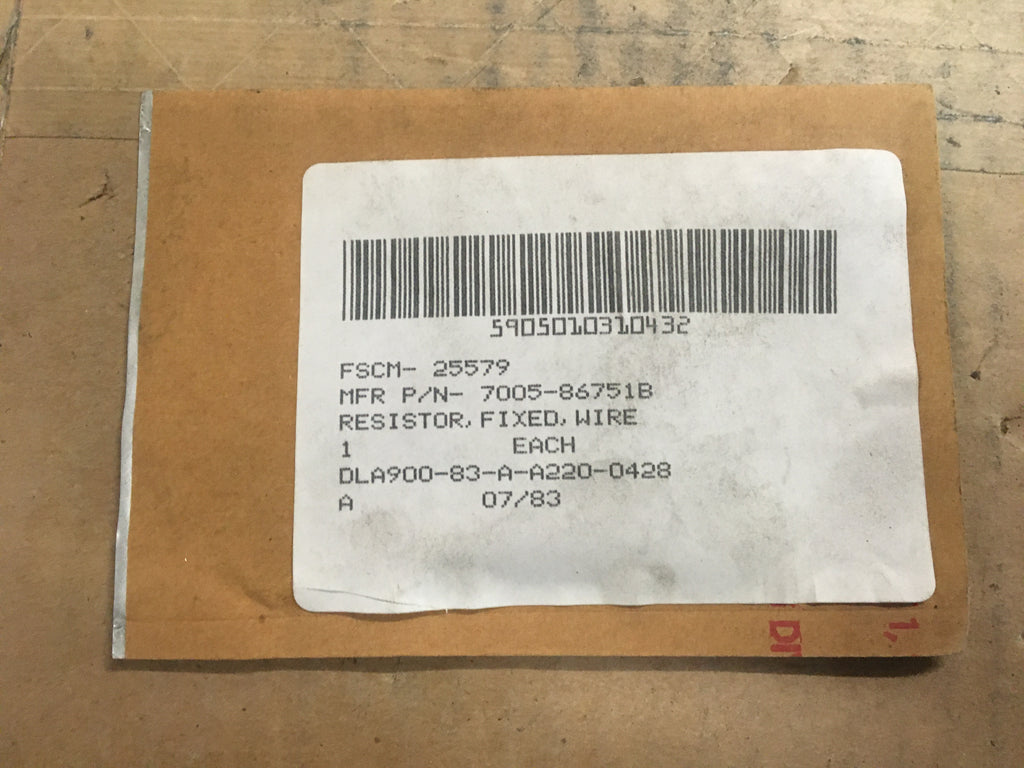 5905010310432
FSCM- 25579
MFR P/N- 7005-86751B
RESISTOR, FIXED, WIRE
1 EACH
DLA900-83-A-A220-0428
A 07/83